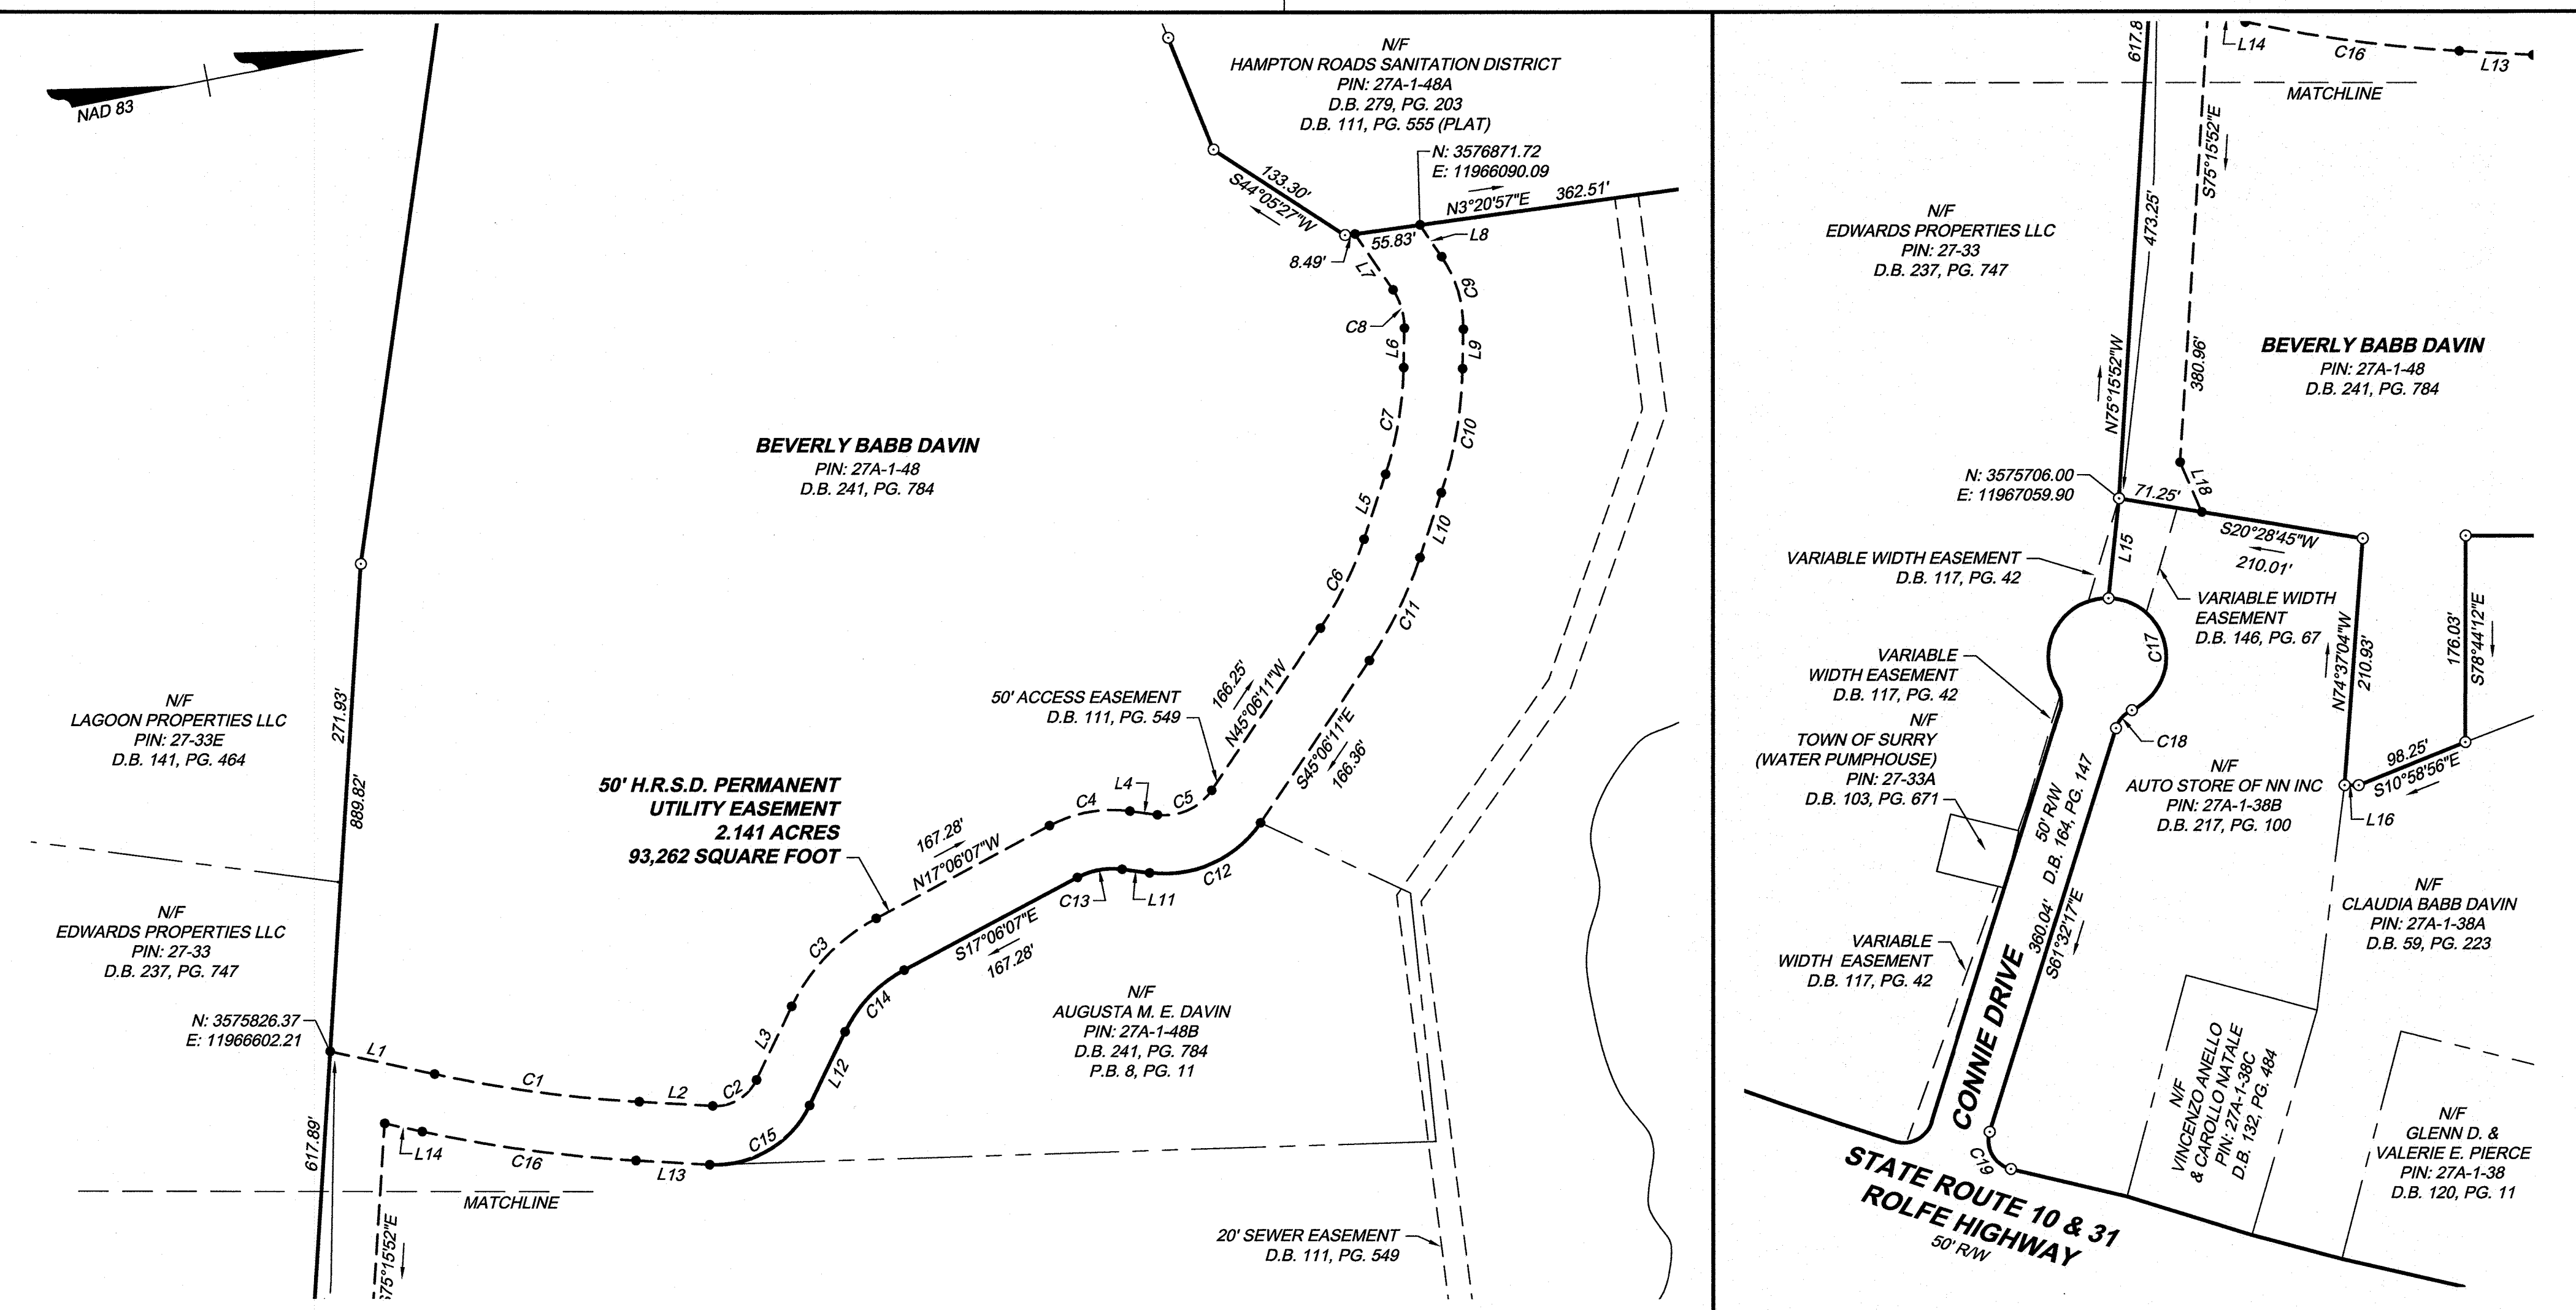 NAD 83
N/F
HAMPTON ROADS SANITATION DISTRICT
PIN: 27A-1-48A
D.B. 279, PG. 203
D.B. 111, PG. 555 (PLAT)
N: 3576871.72
E: 11966090.09
133.30'
S44°05'27"W
N3°20'57"E
362.51'
55.83'
8.49'
L8
L7
C9
C8
L6
L9
C7
C10
L5
L10
C6
C11
BEVERLY BABB DAVIN
PIN: 27A-1-48
D.B. 241, PG. 784
50' ACCESS EASEMENT
D.B. 111, PG. 549
166.25'
N45°06'11"W
S45°06'11"E
166.36'
N/F
LAGOON PROPERTIES LLC
PIN: 27-33E
D.B. 141, PG. 464
271.93'
889.82'
50' H.R.S.D. PERMANENT
UTILITY EASEMENT
2.141 ACRES
93,262 SQUARE FOOT
L4
C4
C5
167.28'
N17°06'07"W
C13
L11
C12
C3
S17°06'07"E
167.28'
N/F
EDWARDS PROPERTIES LLC
PIN: 27-33
D.B. 237, PG. 747
N: 3575826.37
E: 11966602.21
L1
C1
L2
C2
L3
C14
L12
C15
N/F
AUGUSTA M. E. DAVIN
PIN: 27A-1-48B
D.B. 241, PG. 784
P.B. 8, PG. 11
617.89'
L14
C16
L13
MATCHLINE
S75°15'52"E
20' SEWER EASEMENT
D.B. 111, PG. 549
617.8
L14
C16
L13
MATCHLINE
S75°15'52"E
473.25'
N/F
EDWARDS PROPERTIES LLC
PIN: 27-33
D.B. 237, PG. 747
N75°15'52"W
380.96'
BEVERLY BABB DAVIN
PIN: 27A-1-48
D.B. 241, PG. 784
N: 3575706.00
E: 11967059.90
L18
71.25'
S20°28'45"W
210.01'
VARIABLE WIDTH EASEMENT
D.B. 117, PG. 42
L15
VARIABLE WIDTH
EASEMENT
D.B. 146, PG. 67
VARIABLE
WIDTH EASEMENT
D.B. 117, PG. 42
C17
N74°37'04"W
210.93'
176.03'
S78°44'12"E
N/F
TOWN OF SURRY
(WATER PUMPHOUSE)
PIN: 27-33A
D.B. 103, PG. 671
C18
98.25'
S10°58'56"E
L16
N/F
AUTO STORE OF NN INC
PIN: 27A-1-38B
D.B. 217, PG. 100
50' R/W
D.B. 164, PG. 147
360.04'
S61°32'17"E
N/F
CLAUDIA BABB DAVIN
PIN: 27A-1-38A
D.B. 59, PG. 223
VARIABLE
WIDTH EASEMENT
D.B. 117, PG. 42
CONNIE DRIVE
N/F
VINCENZO ANIELLO
& CAROLLO NATALE
PIN: 27A-1-38C
D.B. 132, PG. 484
N/F
GLENN D. &
VALERIE E. PIERCE
PIN: 27A-1-38
D.B. 120, PG. 11
C19
STATE ROUTE 10 & 31
ROLFE HIGHWAY
50' R/W